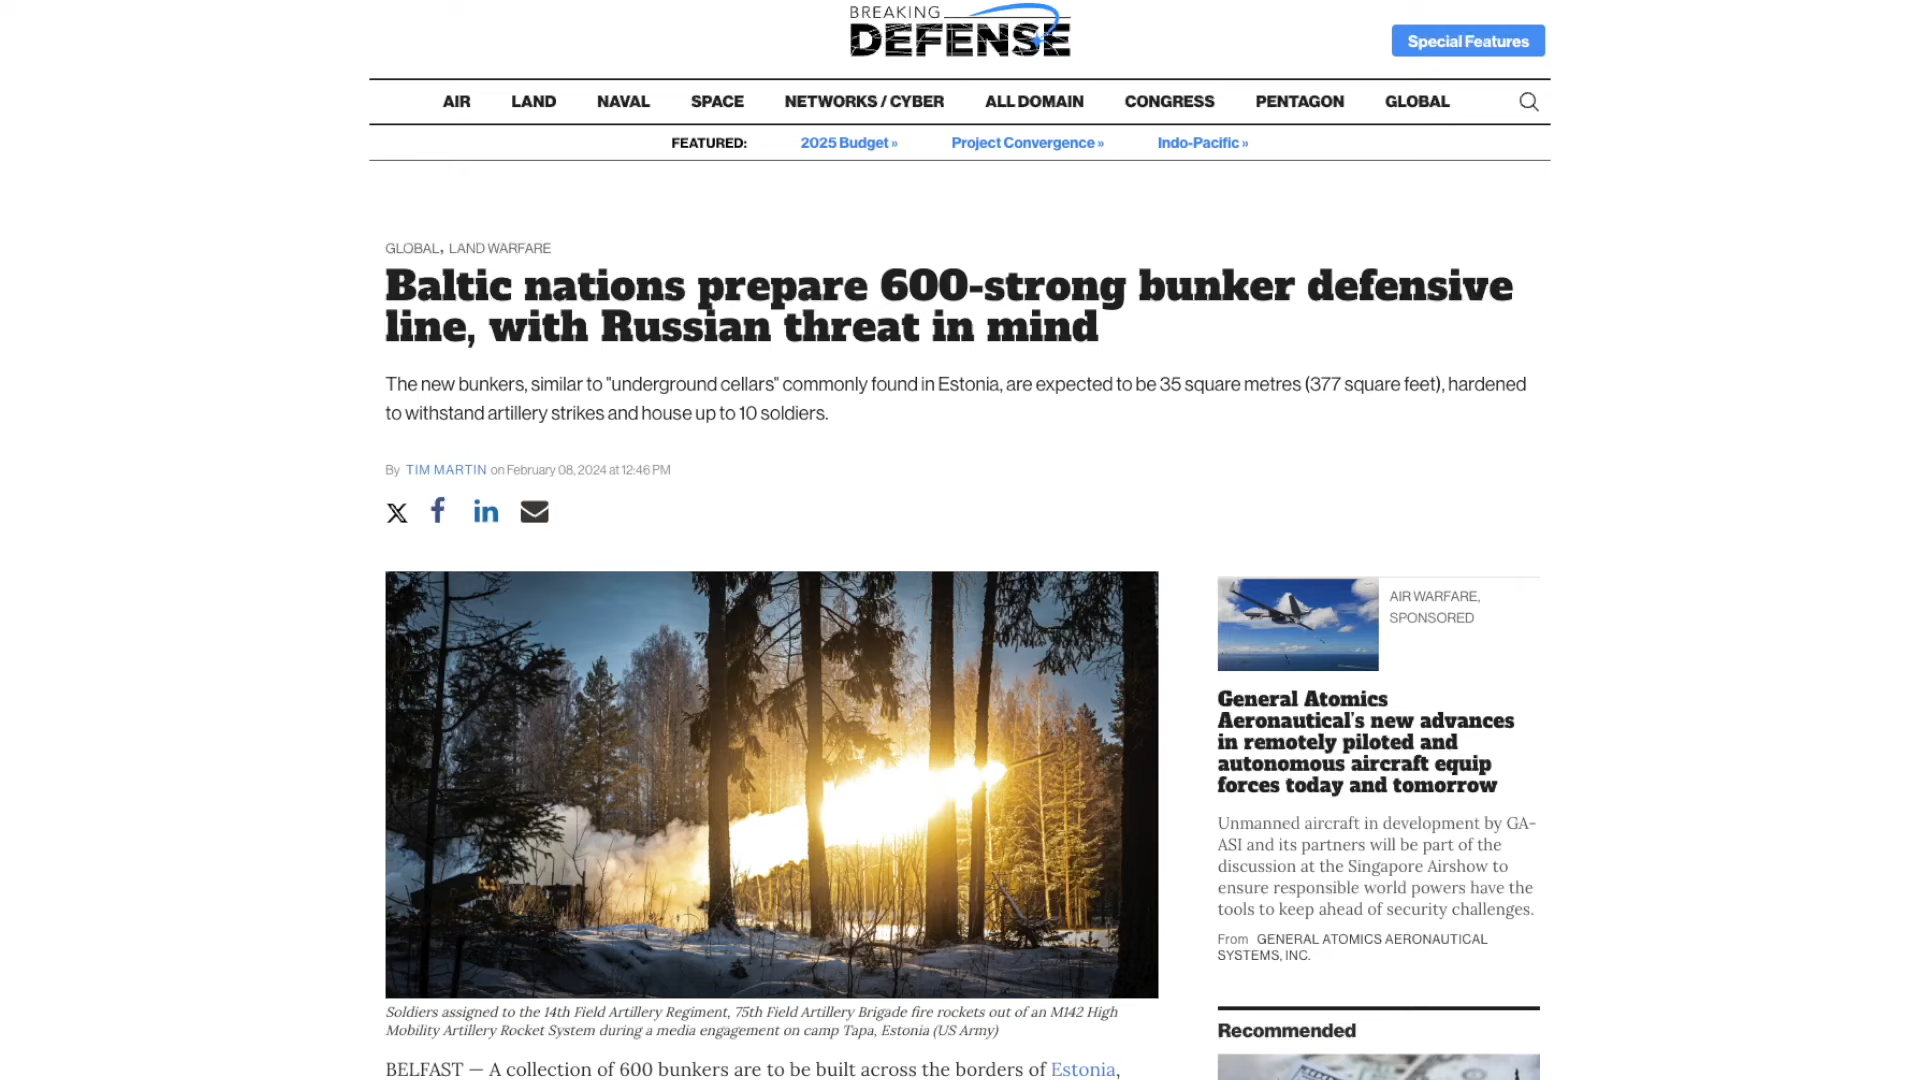 BREAKING
DEFENSE
Special Features
AIR LAND NAVAL SPACE NETWORKS / CYBER ALL DOMAIN CONGRESS PENTAGON GLOBAL
FEATURED: 2025 Budget » Project Convergence » Indo-Pacific »
GLOBAL, LAND WARFARE
Baltic nations prepare 600-strong bunker defensive
line, with Russian threat in mind
The new bunkers, similar to "underground cellars" commonly found in Estonia, are expected to be 35 square metres (377 square feet), hardened
to withstand artillery strikes and house up to 10 soldiers.
By TIM MARTIN on February 08, 2024 at 12:46 PM
Soldiers assigned to the 14th Field Artillery Regiment, 75th Field Artillery Brigade fire rockets out of an M142 High
Mobility Artillery Rocket System during a media engagement on camp Tapa, Estonia (US Army)
BELFAST — A collection of 600 bunkers are to be built across the borders of Estonia,
AIR WARFARE,
SPONSORED
General Atomics
Aeronautical's new advances
in remotely piloted and
autonomous aircraft equip
forces today and tomorrow
Unmanned aircraft in development by GA-
ASI and its partners will be part of the
discussion at the Singapore Airshow to
ensure responsible world powers have the
tools to keep ahead of security challenges.
From GENERAL ATOMICS AERONAUTICAL
SYSTEMS, INC.
Recommended